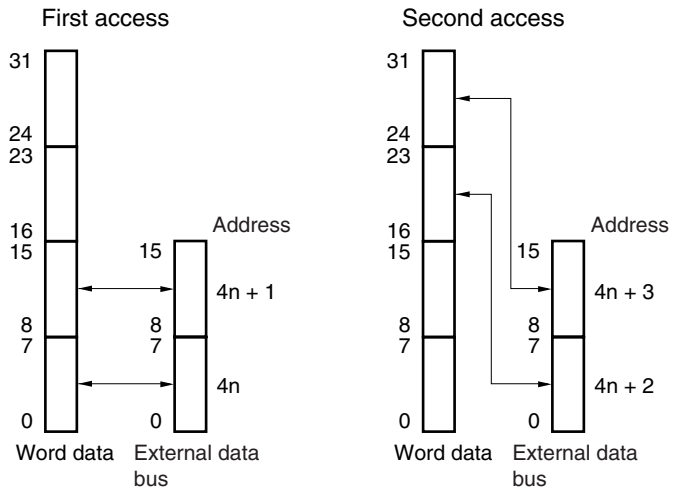 First access
31
24
23
16
15
8
7
0
Address
15
4n + 1
8
7
4n
0
Word data
External data
bus
Second access
31
24
23
16
15
8
7
0
Address
15
4n + 3
8
7
4n + 2
0
Word data
External data
bus